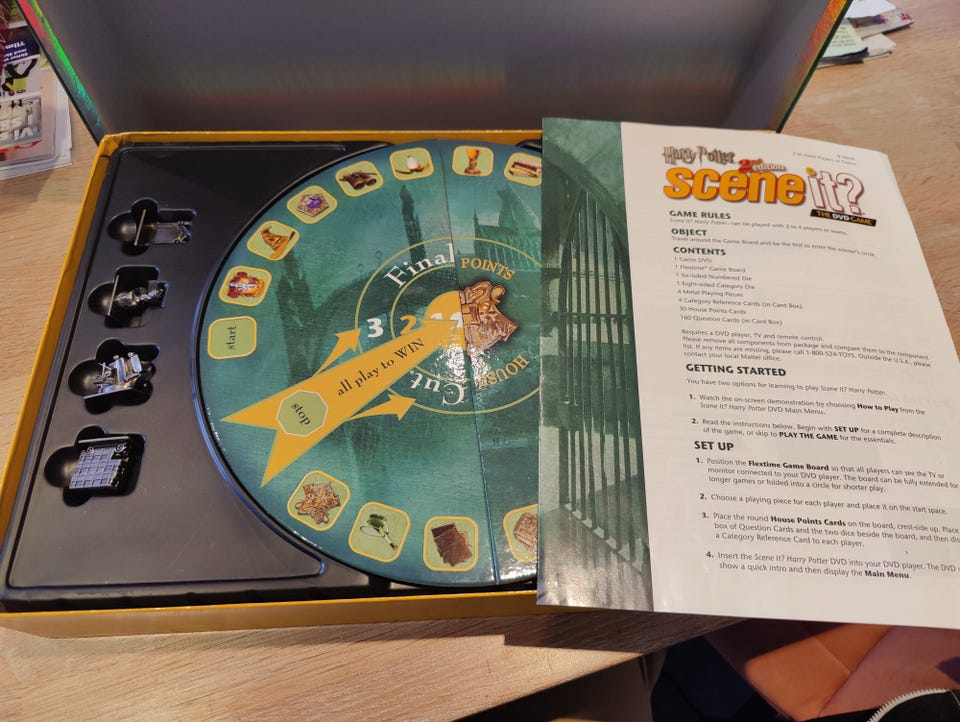 start
Final
Cut
POINTS
HOUSE
3
2
all play to WIN
stop
Harry Potter
2nd edition
scene it?
THE DVD GAME
GAME RULES
Scene It? Harry Potter can be played with 2 to 4 players or teams.
OBJECT
Travel around the Game Board and be the first to enter the winner's circle.
CONTENTS
1 Game DVD
1 Flextime™ Game Board
1 Six-sided Numbered Die
1 Eight-sided Category Die
4 Metal Playing Pieces
4 Category Reference Cards (in Card Box)
30 House Points Cards
160 Question Cards (in Card Box)
Requires a DVD player, TV and remote control.
Please remove all components from package and compare them to the component
list. If any items are missing, please call 1-800-524-TOYS. Outside the U.S.A., please
contact your local Mattel office.
GETTING STARTED
You have two options for learning to play Scene It? Harry Potter:
1. Watch the on-screen demonstration by choosing How to Play from the
Scene It? Harry Potter DVD Main Menu.
2. Read the instructions below. Begin with SET UP for a complete description
of the game, or skip to PLAY THE GAME for the essentials.
SET UP
1. Position the Flextime Game Board so that all players can see the TV or
monitor connected to your DVD player. The board can be fully extended for
longer games or folded into a circle for shorter play.
2. Choose a playing piece for each player and place it on the start space.
3. Place the round House Points Cards on the board, crest-side up. Place
box of Question Cards and the two dice beside the board, and then
a Category Reference Card to each player.
4. Insert the Scene It? Harry Potter DVD into your DVD player. The DVD
show a quick intro and then display the Main Menu.